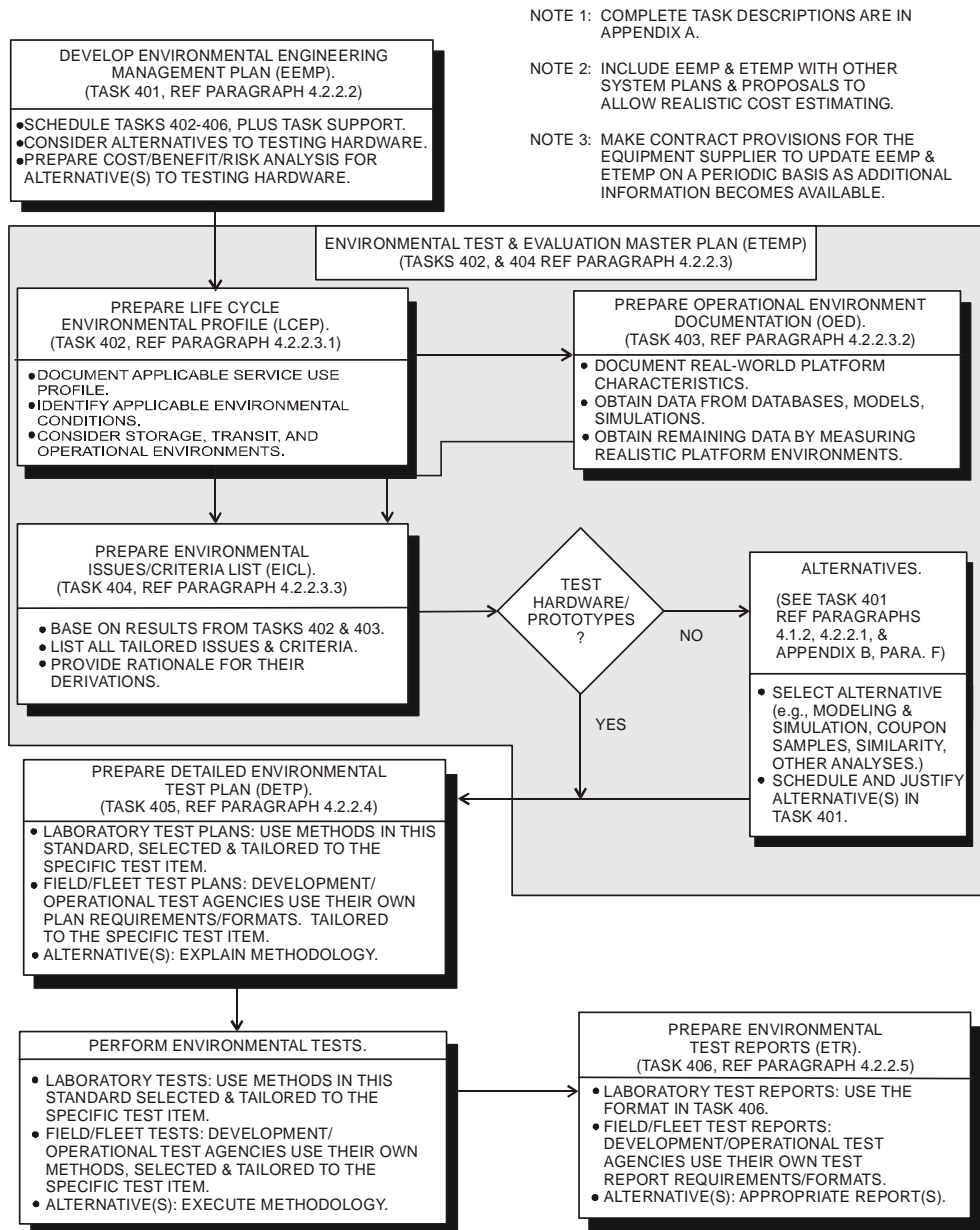 NOTE 1: COMPLETE TASK DESCRIPTIONS ARE IN
APPENDIX A.
NOTE 2: INCLUDE EEMP & ETEMP WITH OTHER
SYSTEM PLANS & PROPOSALS TO
ALLOW REALISTIC COST ESTIMATING.
NOTE 3: MAKE CONTRACT PROVISIONS FOR THE
EQUIPMENT SUPPLIER TO UPDATE EEMP &
ETEMP ON A PERIODIC BASIS AS ADDITIONAL
INFORMATION BECOMES AVAILABLE.
DEVELOP ENVIRONMENTAL ENGINEERING
MANAGEMENT PLAN (EEMP).
(TASK 401, REF PARAGRAPH 4.2.2.2)
●SCHEDULE TASKS 402-406, PLUS TASK SUPPORT.
●CONSIDER ALTERNATIVES TO TESTING HARDWARE.
●PREPARE COST/BENEFIT/RISK ANALYSIS FOR
ALTERNATIVE(S) TO TESTING HARDWARE.
ENVIRONMENTAL TEST & EVALUATION MASTER PLAN (ETEMP)
(TASKS 402, & 404 REF PARAGRAPH 4.2.2.3)
PREPARE LIFE CYCLE
ENVIRONMENTAL PROFILE (LCEP).
(TASK 402, REF PARAGRAPH 4.2.2.3.1)
● DOCUMENT APPLICABLE SERVICE USE
PROFILE.
● IDENTIFY APPLICABLE ENVIRONMENTAL
CONDITIONS.
● CONSIDER STORAGE, TRANSIT, AND
OPERATIONAL ENVIRONMENTS.
PREPARE OPERATIONAL ENVIRONMENT
DOCUMENTATION (OED).
(TASK 403, REF PARAGRAPH 4.2.2.3.2)
● DOCUMENT REAL-WORLD PLATFORM
CHARACTERISTICS.
● OBTAIN DATA FROM DATABASES, MODELS,
SIMULATIONS.
● OBTAIN REMAINING DATA BY MEASURING
REALISTIC PLATFORM ENVIRONMENTS.
PREPARE ENVIRONMENTAL
ISSUES/CRITERIA LIST (EICL).
(TASK 404, REF PARAGRAPH 4.2.2.3.3)
● BASE ON RESULTS FROM TASKS 402 & 403.
● LIST ALL TAILORED ISSUES & CRITERIA.
● PROVIDE RATIONALE FOR THEIR
DERIVATIONS.
TEST
HARDWARE/
PROTOTYPES
?
NO
YES
ALTERNATIVES.
(SEE TASK 401
REF PARAGRAPHS
4.1.2, 4.2.2.1, &
APPENDIX B, PARA. F)
● SELECT ALTERNATIVE
(e.g., MODELING &
SIMULATION, COUPON
SAMPLES, SIMILARITY,
OTHER ANALYSES.)
● SCHEDULE AND JUSTIFY
ALTERNATIVE(S) IN
TASK 401.
PREPARE DETAILED ENVIRONMENTAL
TEST PLAN (DETP).
(TASK 405, REF PARAGRAPH 4.2.2.4)
● LABORATORY TEST PLANS: USE METHODS IN THIS
STANDARD, SELECTED & TAILORED TO THE
SPECIFIC TEST ITEM.
● FIELD/FLEET TEST PLANS: DEVELOPMENT/
OPERATIONAL TEST AGENCIES USE THEIR OWN
PLAN REQUIREMENTS/FORMATS. TAILORED
TO THE SPECIFIC TEST ITEM.
● ALTERNATIVE(S): EXPLAIN METHODOLOGY.
PERFORM ENVIRONMENTAL TESTS.
● LABORATORY TESTS: USE METHODS IN THIS
STANDARD SELECTED & TAILORED TO THE
SPECIFIC TEST ITEM.
● FIELD/FLEET TESTS: DEVELOPMENT/
OPERATIONAL TEST AGENCIES USE THEIR OWN
METHODS, SELECTED & TAILORED TO THE
SPECIFIC TEST ITEM.
● ALTERNATIVE(S): EXECUTE METHODOLOGY.
PREPARE ENVIRONMENTAL
TEST REPORTS (ETR).
(TASK 406, REF PARAGRAPH 4.2.2.5)
● LABORATORY TEST REPORTS: USE THE
FORMAT IN TASK 406.
● FIELD/FLEET TEST REPORTS:
DEVELOPMENT/OPERATIONAL TEST
AGENCIES USE THEIR OWN TEST
REPORT REQUIREMENTS/FORMATS.
● ALTERNATIVE(S): APPROPRIATE REPORT(S).